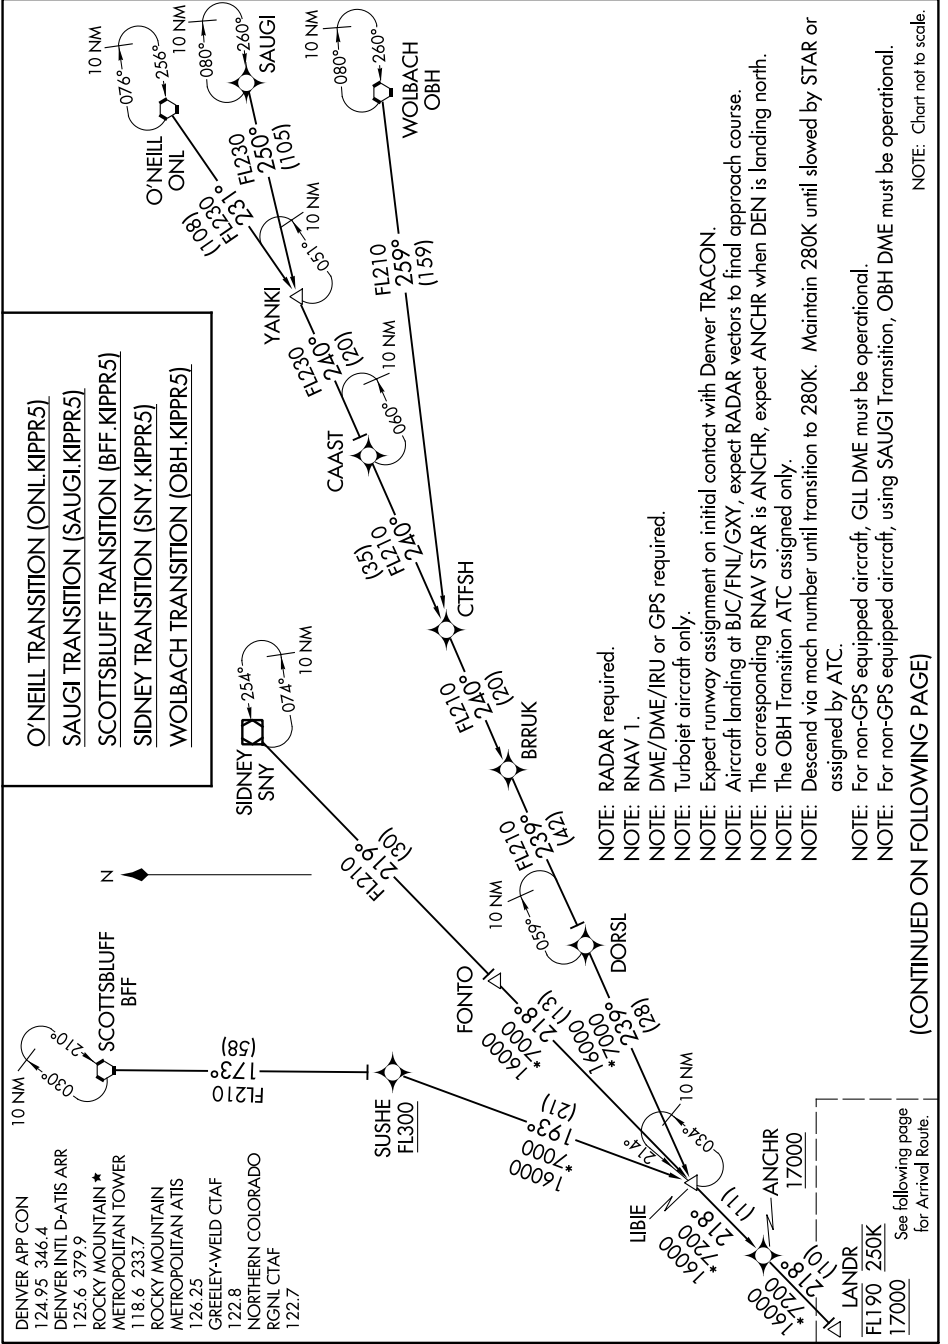 DENVER APP CON
124.95 346.4
DENVER INTL D-ATIS ARR
125.6 379.9
ROCKY MOUNTAIN ★
METROPOLITAN TOWER
118.6 233.7
ROCKY MOUNTAIN
METROPOLITAN ATIS
126.25
GREELEY-WELD CTAF
122.8
NORTHERN COLORADO
RGNL CTAF
122.7
O'NEILL TRANSITION (ONL.KIPPR5)
SAUGI TRANSITION (SAUGI.KIPPR5)
SCOTTSBLUFF TRANSITION (BFF.KIPPR5)
SIDNEY TRANSITION (SNY.KIPPR5)
WOLBACH TRANSITION (OBH.KIPPR5)
N
10 NM
030°
210°
SCOTTSBLUFF
BFF
FL210
173°
(58)
SUSHE
FL300
16000
*7000
193°
(21)
SIDNEY
SNY
254°
074°
10 NM
FL210
219°
(30)
FONTO
16000
*7000
218°
(13)
10 NM
076°
256°
O'NEILL
ONL
(108)
FL230
231°
10 NM
080°
260°
SAUGI
FL230
250°
(105)
10 NM
080°
260°
WOLBACH
OBH
FL210
259°
(159)
YANKI
051°
10 NM
FL230
240°
(20)
CAAST
060°
10 NM
(35)
FL210
240°
CTFSH
FL210
240°
(20)
BRRUK
FL210
239°
(42)
10 NM
059°
DORSL
16000
*7000
239°
(28)
LIBIE
214°
034°
10 NM
16000
*7200
218°
(11)
ANCHR
17000
16000
*7200
218°
(10)
LANDR
FL190 250K
17000
See following page
for Arrival Route.
NOTE: RADAR required.
NOTE: RNAV 1.
NOTE: DME/DME/IRU or GPS required.
NOTE: Turbojet aircraft only.
NOTE: Expect runway assignment on initial contact with Denver TRACON.
NOTE: Aircraft landing at BJC/FNL/GXY, expect RADAR vectors to final approach course.
NOTE: The corresponding RNAV STAR is ANCHR, expect ANCHR when DEN is landing north.
NOTE: The OBH Transition ATC assigned only.
NOTE: Descend via mach number until transition to 280K. Maintain 280K until slowed by STAR or
assigned by ATC.
NOTE: For non-GPS equipped aircraft, GLL DME must be operational.
NOTE: For non-GPS equipped aircraft, using SAUGI Transition, OBH DME must be operational.
NOTE: Chart not to scale.
(CONTINUED ON FOLLOWING PAGE)